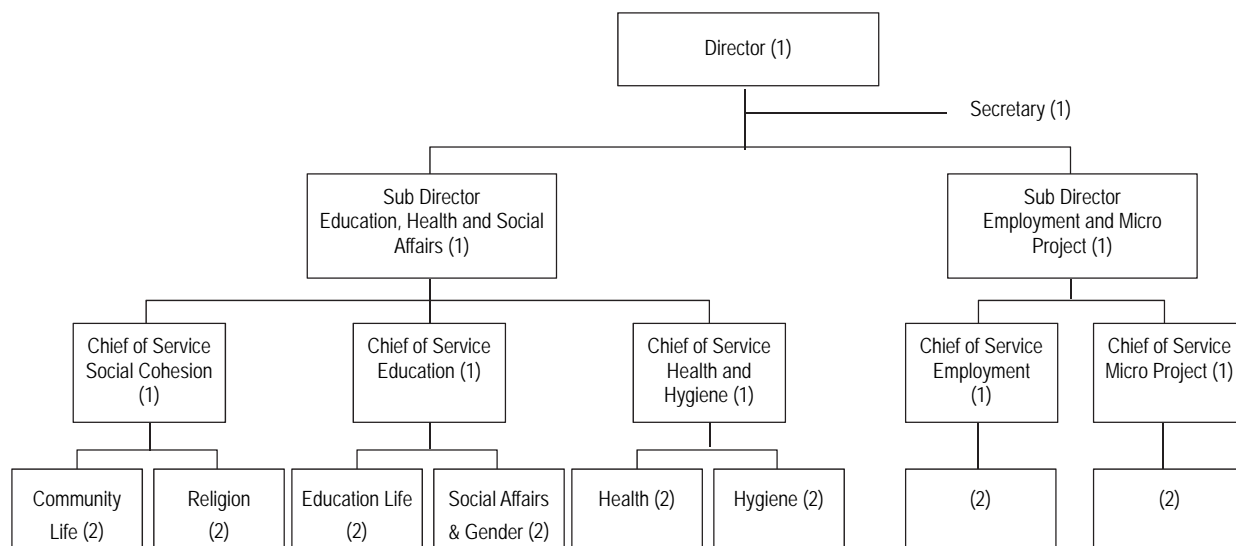 Director (1)
Secretary (1)
Sub Director
Education, Health and Social
Affairs (1)
Sub Director
Employment and Micro
Project (1)
Chief of Service
Social Cohesion
(1)
Chief of Service
Education (1)
Chief of Service
Health and
Hygiene (1)
Chief of Service
Employment
(1)
Chief of Service
Micro Project (1)
Community
Life (2)
Religion
(2)
Education Life
(2)
Social Affairs
& Gender (2)
Health (2)
Hygiene (2)
(2)
(2)